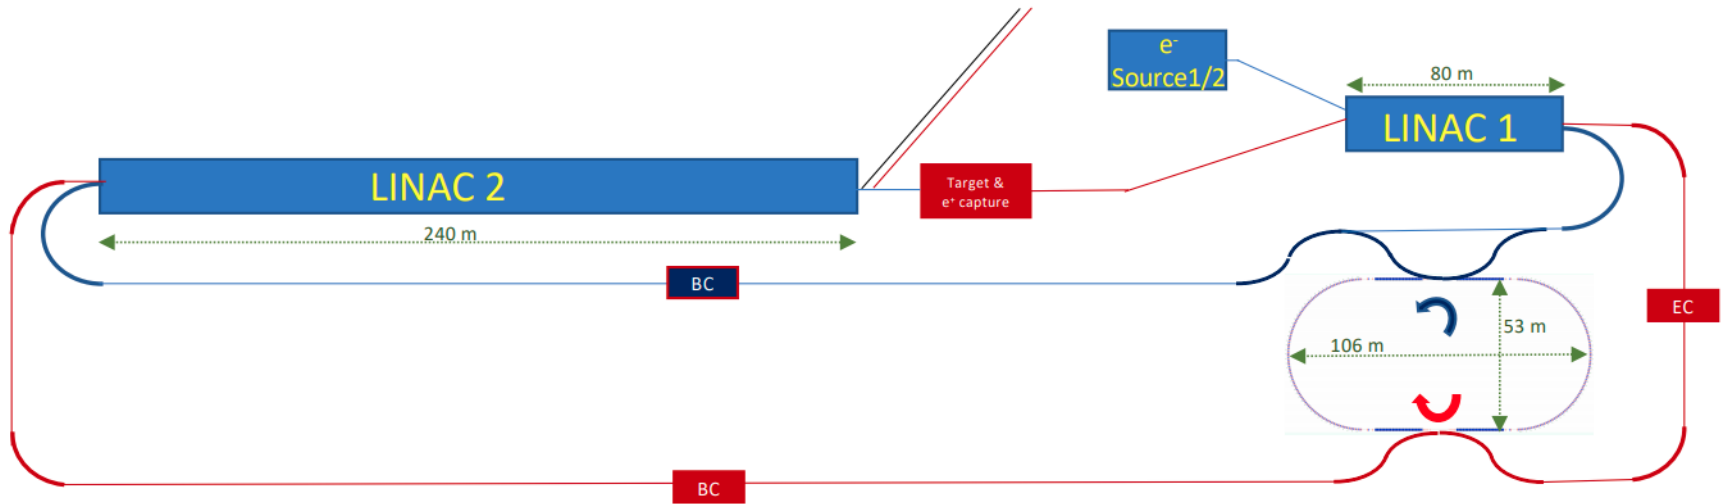 e⁻
Source1/2
80 m
LINAC 1
LINAC 2
Target &
e⁺ capture
240 m
BC
EC
53 m
106 m
BC